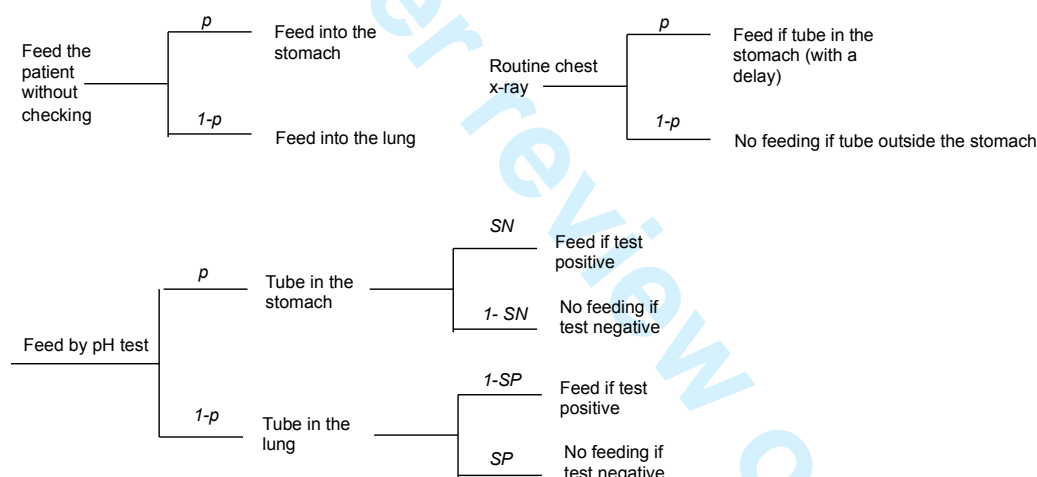 p
Feed into the
stomach
Feed the
patient
without
checking
1-p
Feed into the lung
p
Feed if tube in the
stomach (with a
delay)
Routine chest
x-ray
1-p
No feeding if tube outside the stomach
Feed by pH test
p
Tube in the
stomach
SN
Feed if test
positive
1- SN
No feeding if
test negative
1-p
Tube in the
lung
1-SP
Feed if test
positive
SP
No feeding if
test negative
er review o